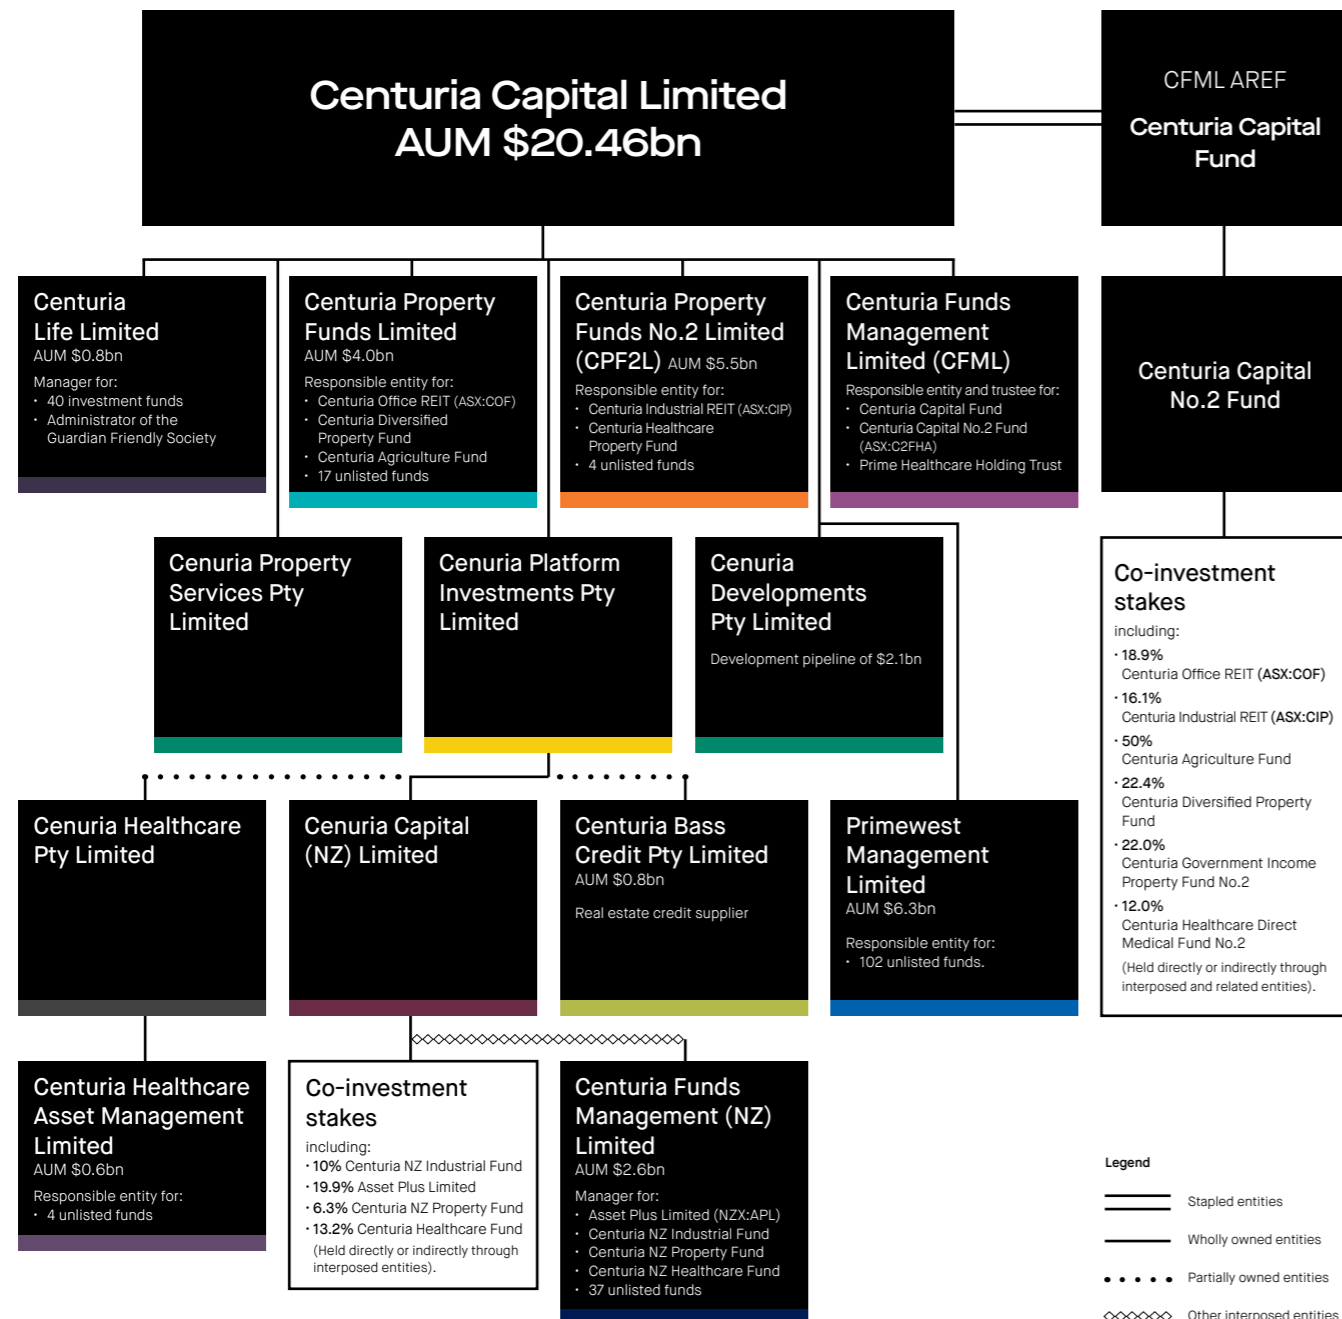 Centuria Capital Limited
AUM $20.46bn
CFML AREF
Centuria Capital
Fund
Centuria
Life Limited
AUM $0.8bn
Manager for:
• 40 investment funds
• Administrator of the
Guardian Friendly Society
Centuria Property
Funds Limited
AUM $4.0bn
Responsible entity for:
• Centuria Office REIT (ASX:COF)
• Centuria Diversified
Property Fund
• Centuria Agriculture Fund
• 17 unlisted funds
Centuria Property
Funds No.2 Limited
(CPF2L) AUM $5.5bn
Responsible entity for:
• Centuria Industrial REIT (ASX:CIP)
• Centuria Healthcare
Property Fund
• 4 unlisted funds
Centuria Funds
Management
Limited (CFML)
Responsible entity and trustee for:
• Centuria Capital Fund
• Centuria Capital No.2 Fund
(ASX:C2FHA)
• Prime Healthcare Holding Trust
Centuria Capital
No.2 Fund
Cenuria Property
Services Pty
Limited
Cenuria Platform
Investments Pty
Limited
Cenuria
Developments
Pty Limited
Development pipeline of $2.1bn
Co-investment
stakes
including:
• 18.9%
Centuria Office REIT (ASX:COF)
• 16.1%
Centuria Industrial REIT (ASX:CIP)
• 50%
Centuria Agriculture Fund
• 22.4%
Centuria Diversified Property
Fund
• 22.0%
Centuria Government Income
Property Fund No.2
• 12.0%
Centuria Healthcare Direct
Medical Fund No.2
(Held directly or indirectly through
interposed and related entities).
Cenuria Healthcare
Pty Limited
Cenuria Capital
(NZ) Limited
Centuria Bass
Credit Pty Limited
AUM $0.8bn
Real estate credit supplier
Primewest
Management
Limited
AUM $6.3bn
Responsible entity for:
• 102 unlisted funds.
Centuria Healthcare
Asset Management
Limited
AUM $0.6bn
Responsible entity for:
• 4 unlisted funds
Co-investment
stakes
including:
• 10% Centuria NZ Industrial Fund
• 19.9% Asset Plus Limited
• 6.3% Centuria NZ Property Fund
• 13.2% Centuria Healthcare Fund
(Held directly or indirectly through
interposed entities).
Centuria Funds
Management (NZ)
Limited
AUM $2.6bn
Manager for:
• Asset Plus Limited (NZX:APL)
• Centuria NZ Industrial Fund
• Centuria NZ Property Fund
• Centuria NZ Healthcare Fund
• 37 unlisted funds
Legend
Stapled entities
Wholly owned entities
Partially owned entities
Other interposed entities